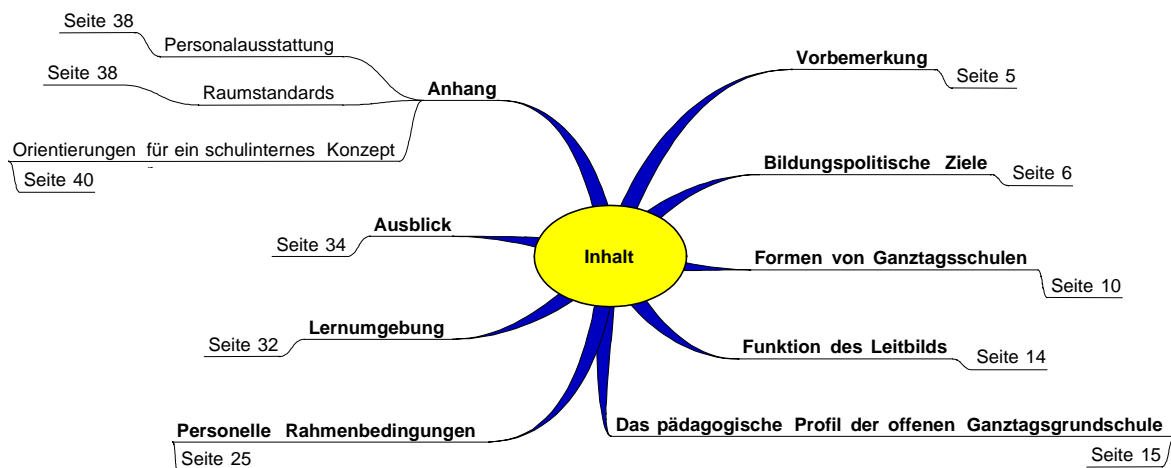 Inhalt
Vorbemerkung
Seite 5
Bildungspolitische Ziele
Seite 6
Formen von Ganztagsschulen
Seite 10
Funktion des Leitbilds
Seite 14
Das pädagogische Profil der offenen Ganztagsgrundschule
Seite 15
Personelle Rahmenbedingungen
Seite 25
Lernumgebung
Seite 32
Ausblick
Seite 34
Anhang
Personalausstattung
Seite 38
Raumstandards
Seite 38
Orientierungen für ein schulinternes Konzept
Seite 40